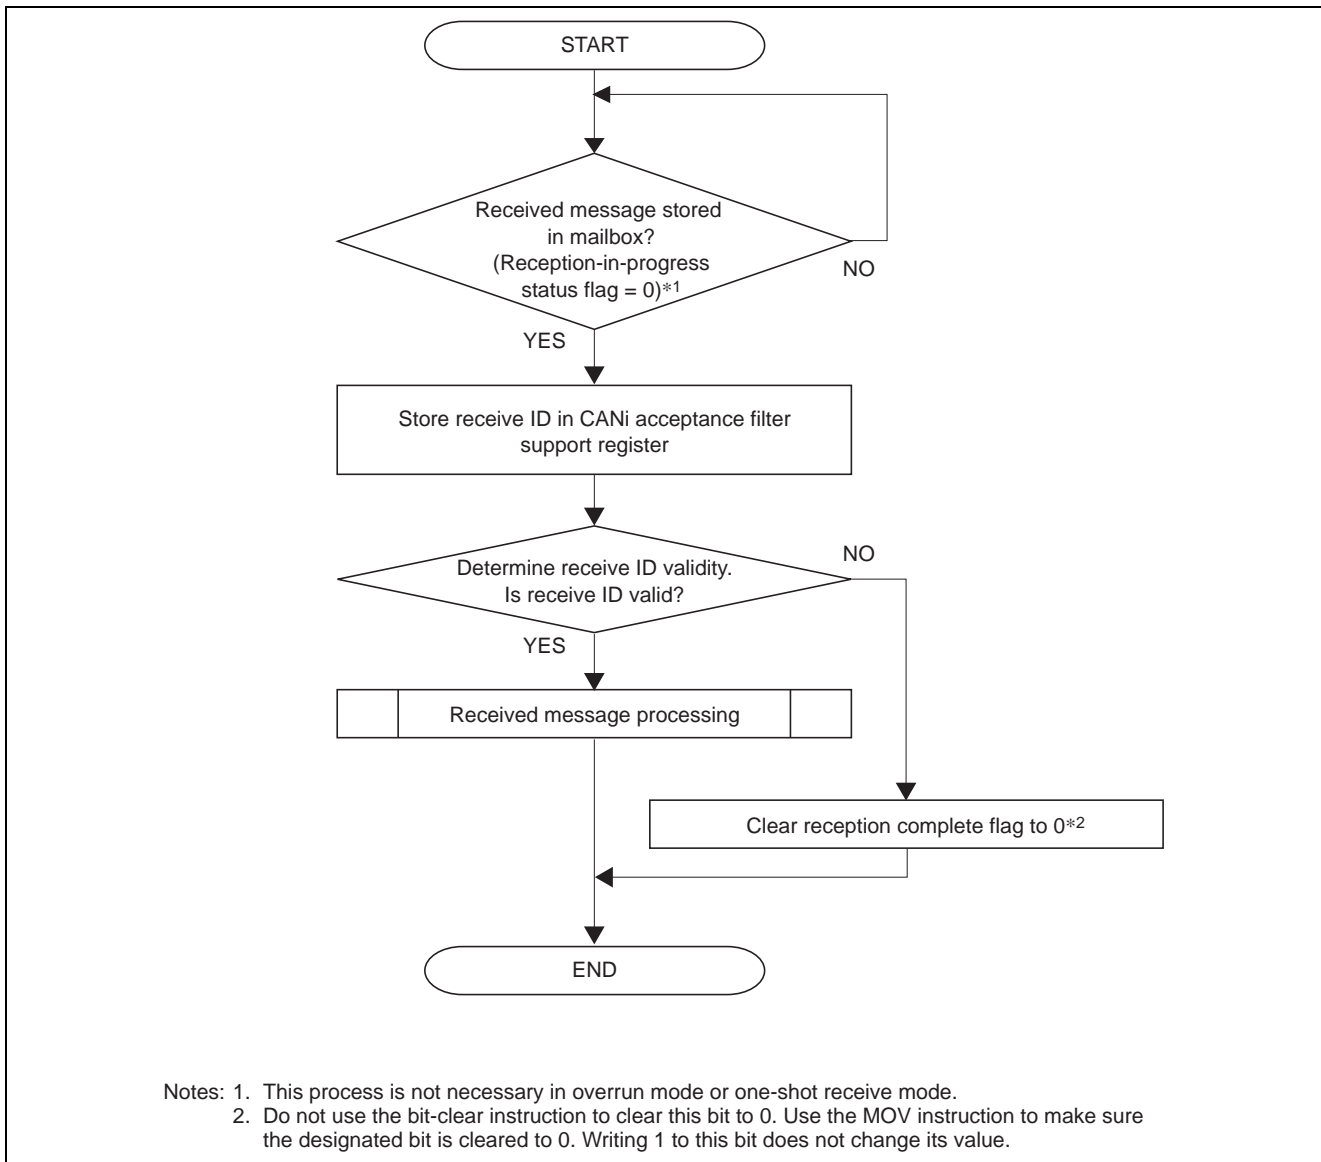 START
Received message stored
in mailbox?
(Reception-in-progress
status flag = 0)*1
NO
YES
Store receive ID in CANi acceptance filter
support register
NO
Determine receive ID validity.
Is receive ID valid?
YES
Received message processing
Clear reception complete flag to 0*2
END
Notes: 1. This process is not necessary in overrun mode or one-shot receive mode.
2. Do not use the bit-clear instruction to clear this bit to 0. Use the MOV instruction to make sure
the designated bit is cleared to 0. Writing 1 to this bit does not change its value.